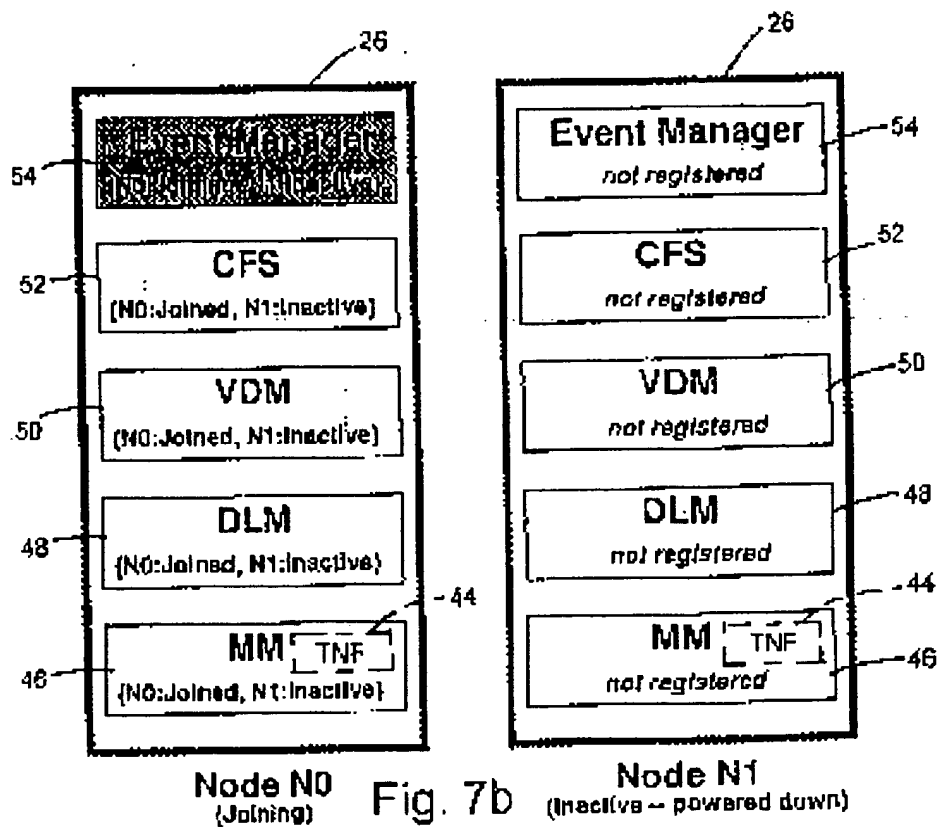 26
26
Event Manager
54
CFS
{N0:Joined, N1:Inactive}
52
VDM
{N0:Joined, N1:Inactive}
50
DLM
{N0:Joined, N1:Inactive}
48
44
MM
TNF
{N0:Joined, N1:Inactive}
46
Node N0
(Joining)
Event Manager
not registered
54
CFS
not registered
52
VDM
not registered
50
DLM
not registered
48
44
MM
TNF
not registered
46
Node N1
(Inactive – powered down)
Fig. 7b